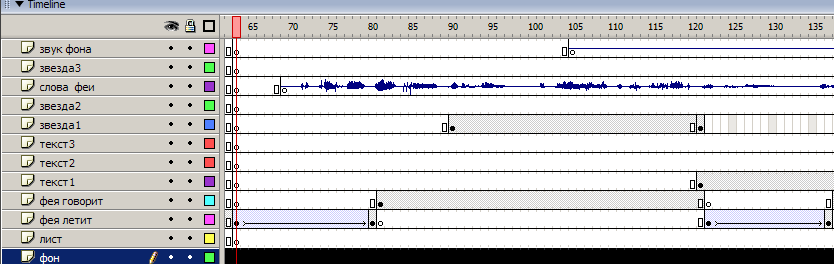 Timeline
65 70 75 80 85 90 95 100 105 110 115 120 125 130 135
звук фона
звезда3
слова феи
звезда2
звезда1
текст3
текст2
текст1
фея говорит
фея летит
лист
фон